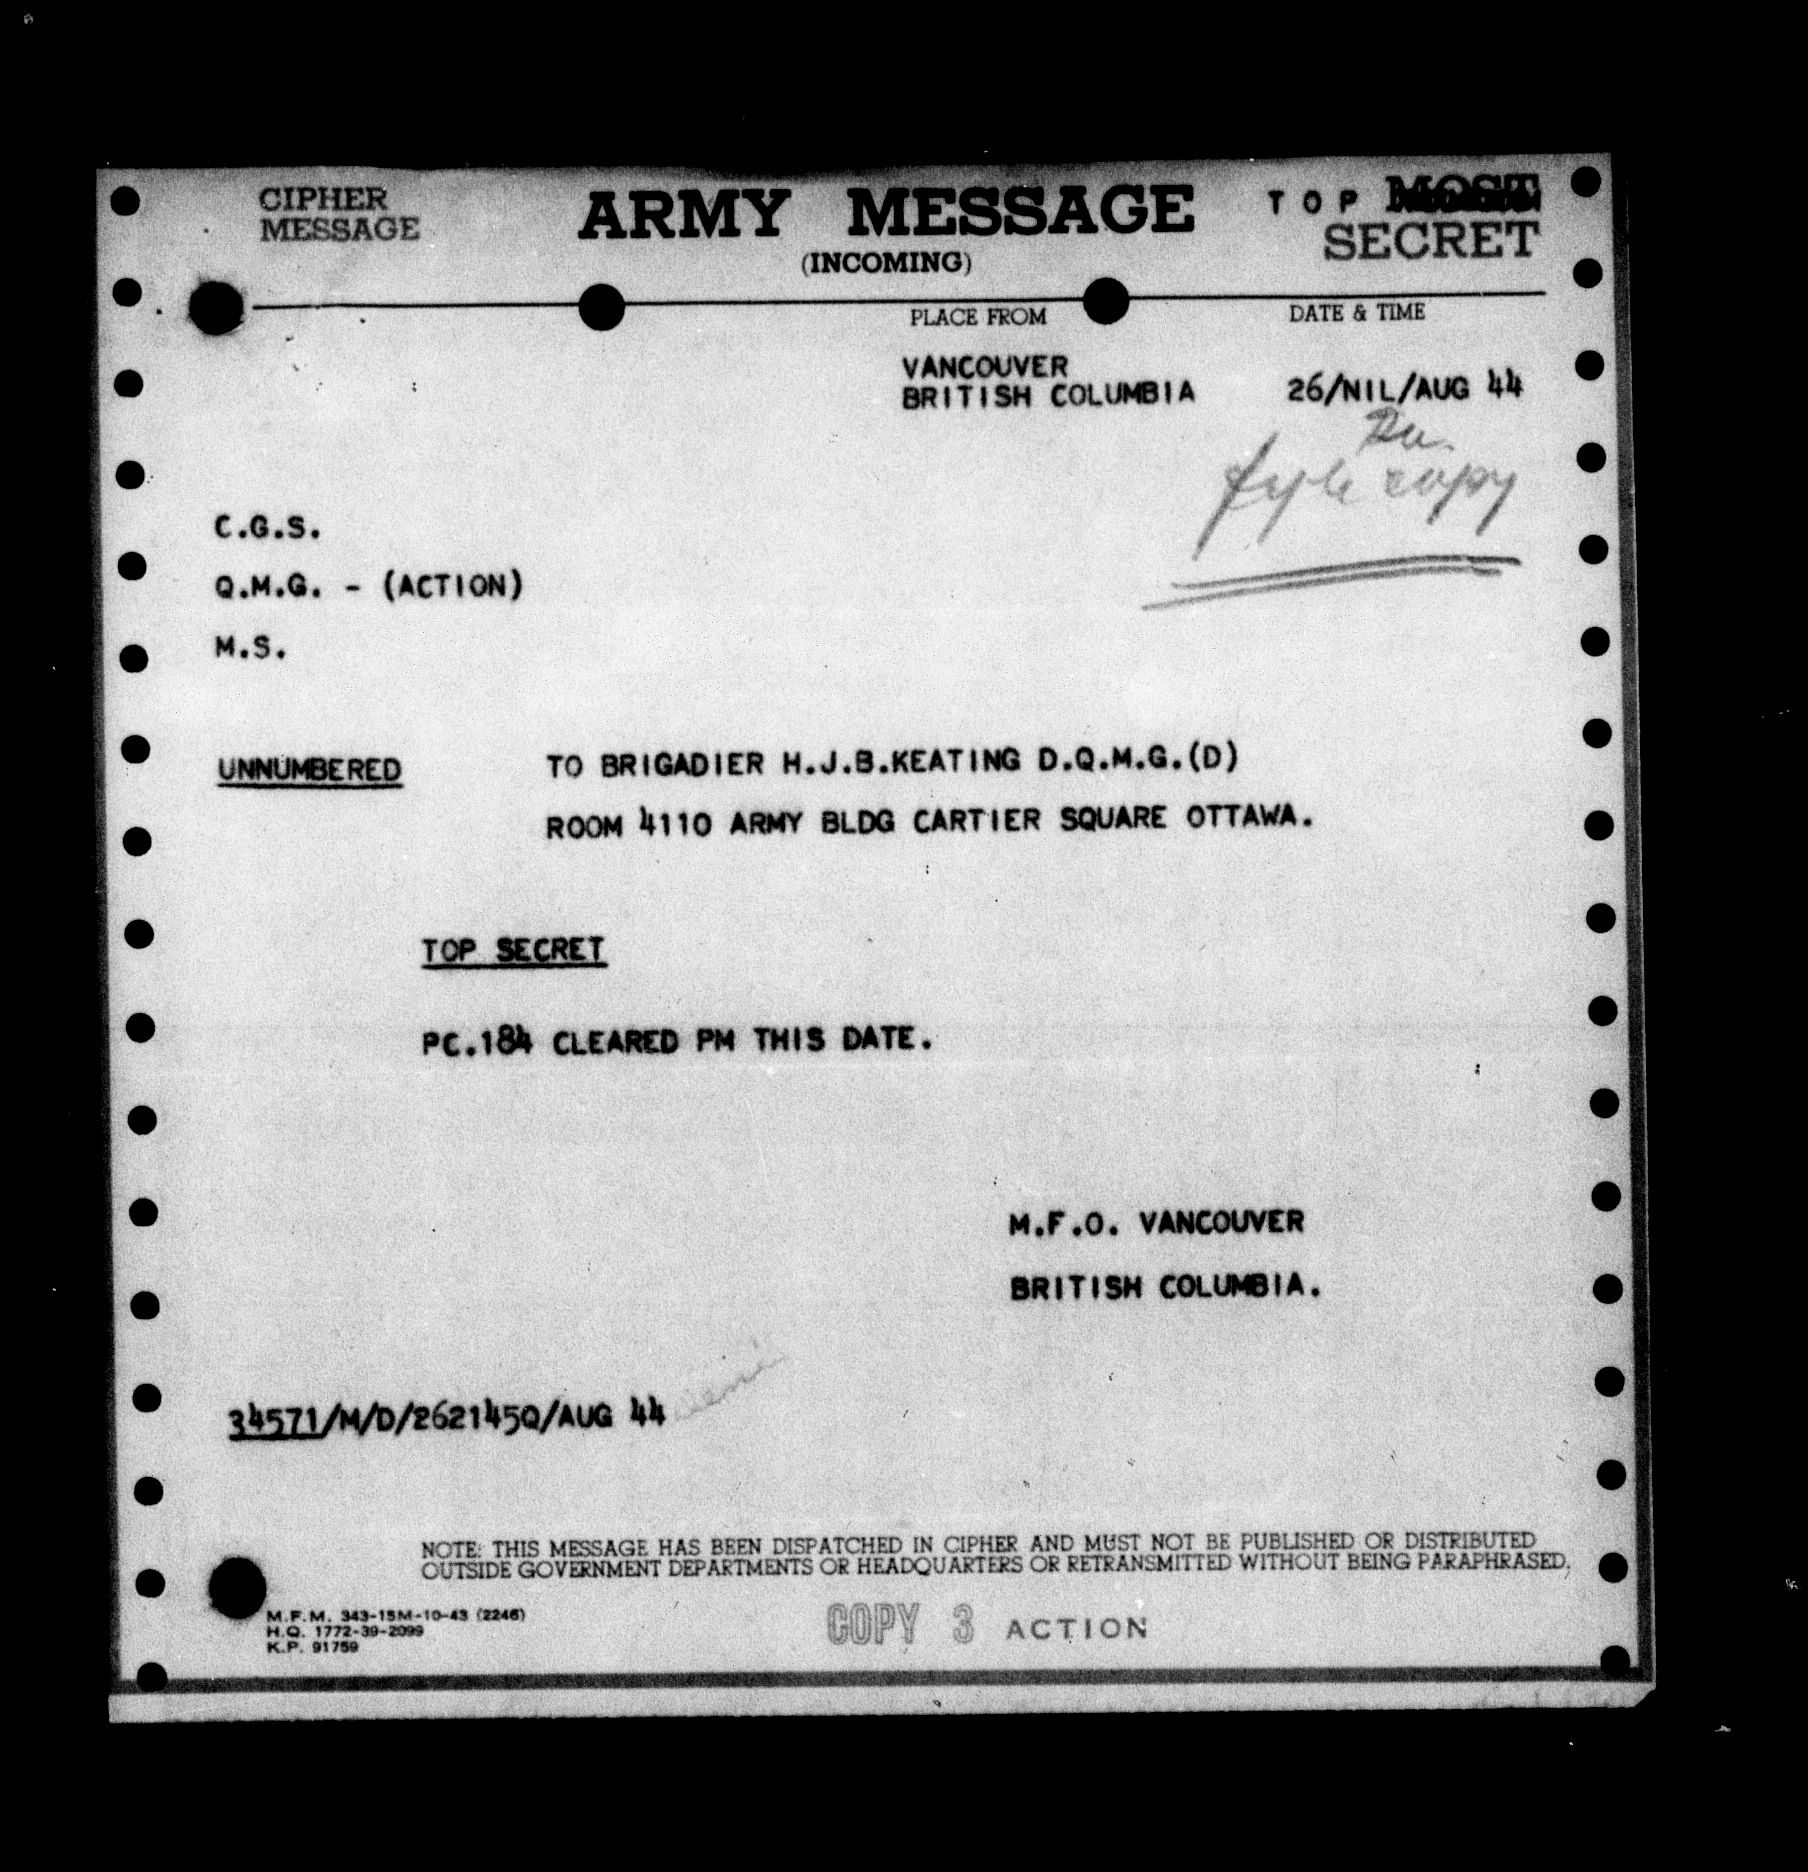 CIPHER
MESSAGE
ARMY MESSAGE
(INCOMING)
TOP MOST
SECRET
PLACE FROM
DATE & TIME
VANCOUVER
BRITISH COLUMBIA
26/NIL/AUG 44
fyle copy
C.G.S.
Q.M.G. - (ACTION)
M.S.
UNNUMBERED
TO BRIGADIER H.J.B.KEATING D.Q.M.G.(D)
ROOM 4110 ARMY BLDG CARTIER SQUARE OTTAWA.
TOP SECRET
PC.184 CLEARED PM THIS DATE.
M.F.O. VANCOUVER
BRITISH COLUMBIA.
34571/M/D/262145Q/AUG 44
NOTE: THIS MESSAGE HAS BEEN DISPATCHED IN CIPHER AND MUST NOT BE PUBLISHED OR DISTRIBUTED
OUTSIDE GOVERNMENT DEPARTMENTS OR HEADQUARTERS OR RETRANSMITTED WITHOUT BEING PARAPHRASED.
M.F.M. 343-15M-10-43 (2246)
H.Q. 1772-39-2099
K.P. 91759
COPY 3 ACTION